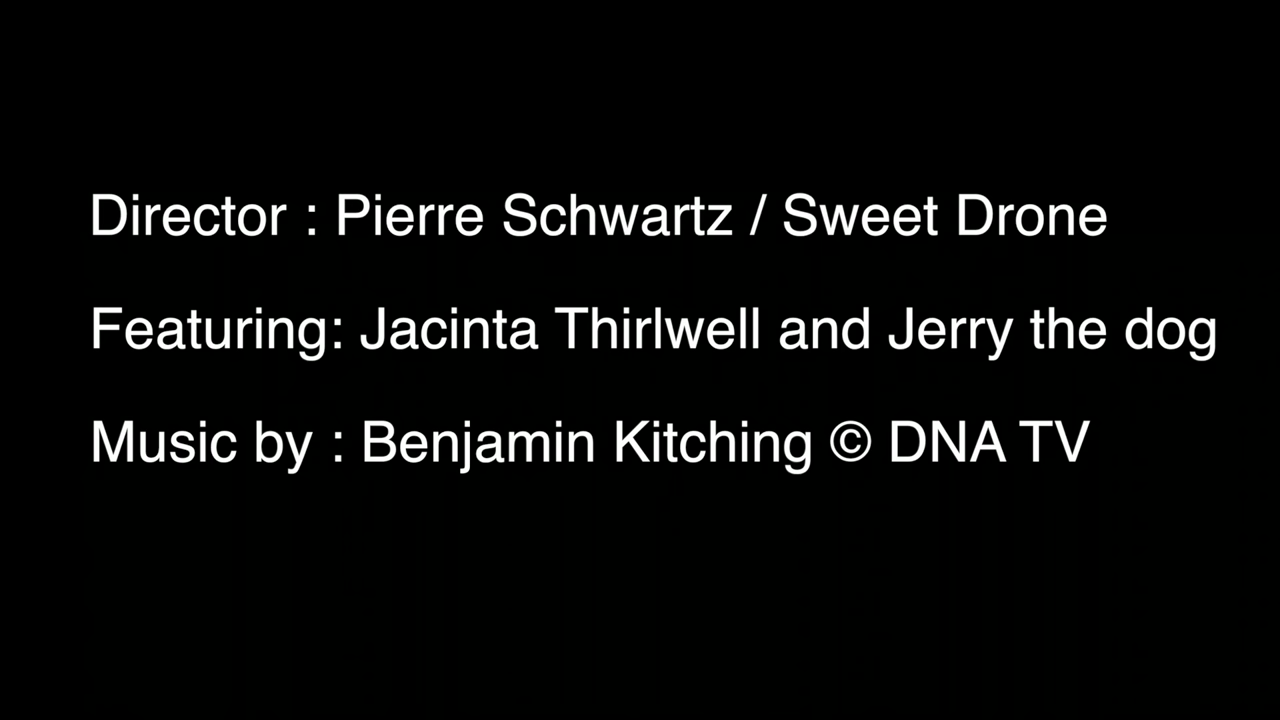 Director : Pierre Schwartz / Sweet Drone
Featuring: Jacinta Thirlwell and Jerry the dog
Music by : Benjamin Kitching © DNA TV